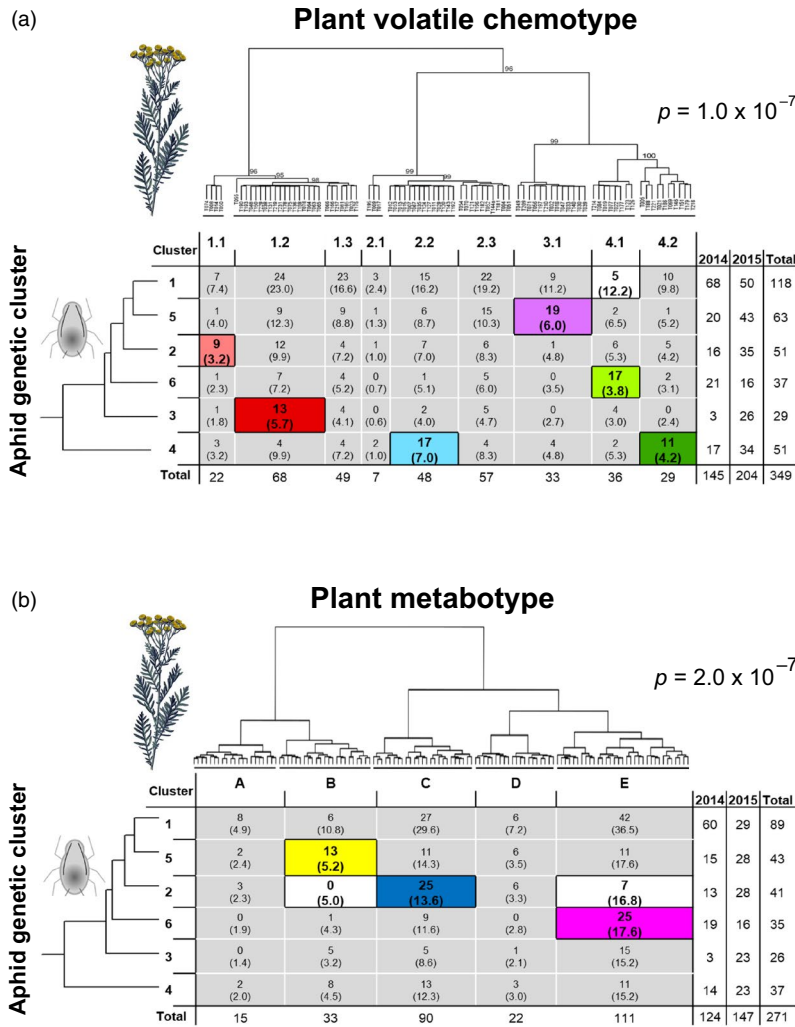 (a)
Plant volatile chemotype
96
p = 1.0 x 10⁻⁷
99
100
96
95
98
99
99
Cluster 1.1 1.2 1.3 2.1 2.2 2.3 3.1 4.1 4.2 2014 2015 Total
Aphid genetic cluster
1 7 24 23 3 15 22 9 5 10 68 50 118
(7.4) (23.0) (16.6) (2.4) (16.2) (19.2) (11.2) (12.2) (9.8)
5 1 9 9 1 6 15 19 2 1 20 43 63
(4.0) (12.3) (8.8) (1.3) (8.7) (10.3) (6.0) (6.5) (5.2)
2 9 12 4 1 7 6 1 6 5 16 35 51
(3.2) (9.9) (7.2) (1.0) (7.0) (8.3) (4.8) (5.3) (4.2)
6 1 7 4 0 1 5 0 17 2 21 16 37
(2.3) (7.2) (5.2) (0.7) (5.1) (6.0) (3.5) (3.8) (3.1)
3 1 13 4 0 2 4 0 4 0 3 26 29
(1.8) (5.7) (4.1) (0.6) (4.0) (4.7) (2.7) (3.0) (2.4)
4 3 4 4 2 17 4 4 2 11 17 34 51
(3.2) (9.9) (7.2) (1.0) (7.0) (8.3) (4.8) (5.3) (4.2)
Total 22 68 49 7 48 57 33 36 29 145 204 349
(b)
Plant metabotype
p = 2.0 x 10⁻⁷
Cluster A B C D E 2014 2015 Total
Aphid genetic cluster
1 8 6 27 6 42 60 29 89
(4.9) (10.8) (29.6) (7.2) (36.5)
5 2 13 11 6 11 15 28 43
(2.4) (5.2) (14.3) (3.5) (17.6)
2 3 0 25 6 7 13 28 41
(2.3) (5.0) (13.6) (3.3) (16.8)
6 0 1 9 0 25 19 16 35
(1.9) (4.3) (11.6) (2.8) (17.6)
3 0 5 5 1 15 3 23 26
(1.4) (3.2) (8.6) (2.1) (15.2)
4 2 8 13 3 11 14 23 37
(2.0) (4.5) (12.3) (3.0) (15.2)
Total 15 33 90 22 111 124 147 271